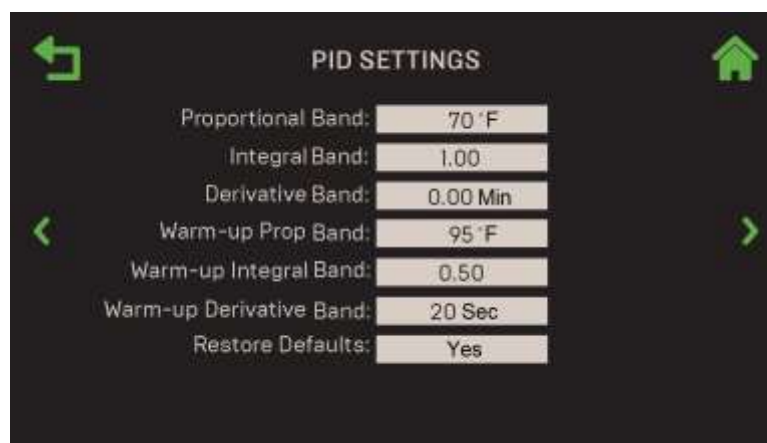 PID SETTINGS
Proportional Band: 70 °F
Integral Band: 1.00
Derivative Band: 0.00 Min
Warm-up Prop Band: 95 °F
Warm-up Integral Band: 0.50
Warm-up Derivative Band: 20 Sec
Restore Defaults: Yes